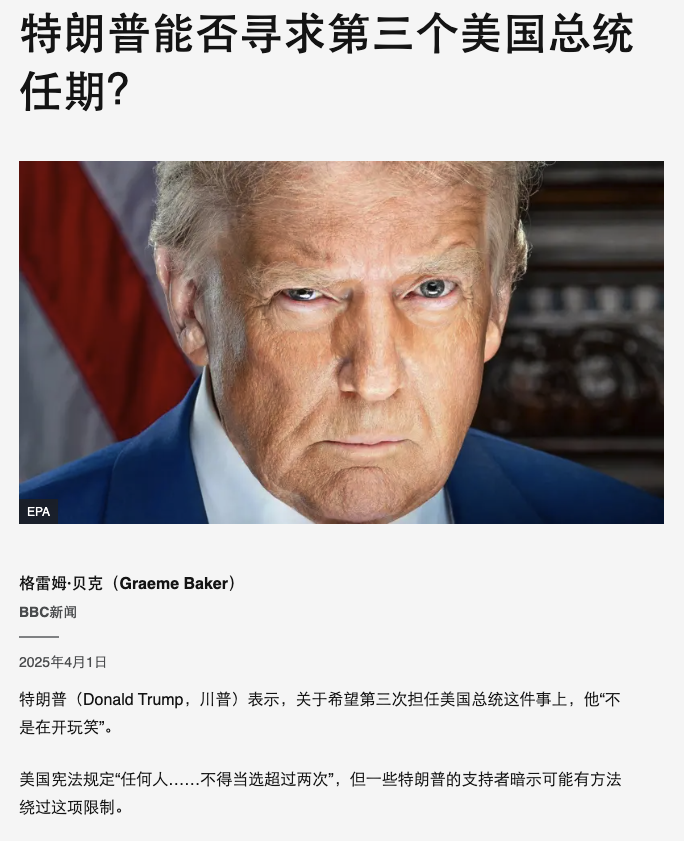 特朗普能否寻求第三个美国总统
任期？
EPA
格雷姆·贝克（Graeme Baker）
BBC新闻
2025年4月1日
特朗普（Donald Trump，川普）表示，关于希望第三次担任美国总统这件事上，他“不
是在开玩笑”。
美国宪法规定“任何人……不得当选超过两次”，但一些特朗普的支持者暗示可能有方法
绕过这项限制。